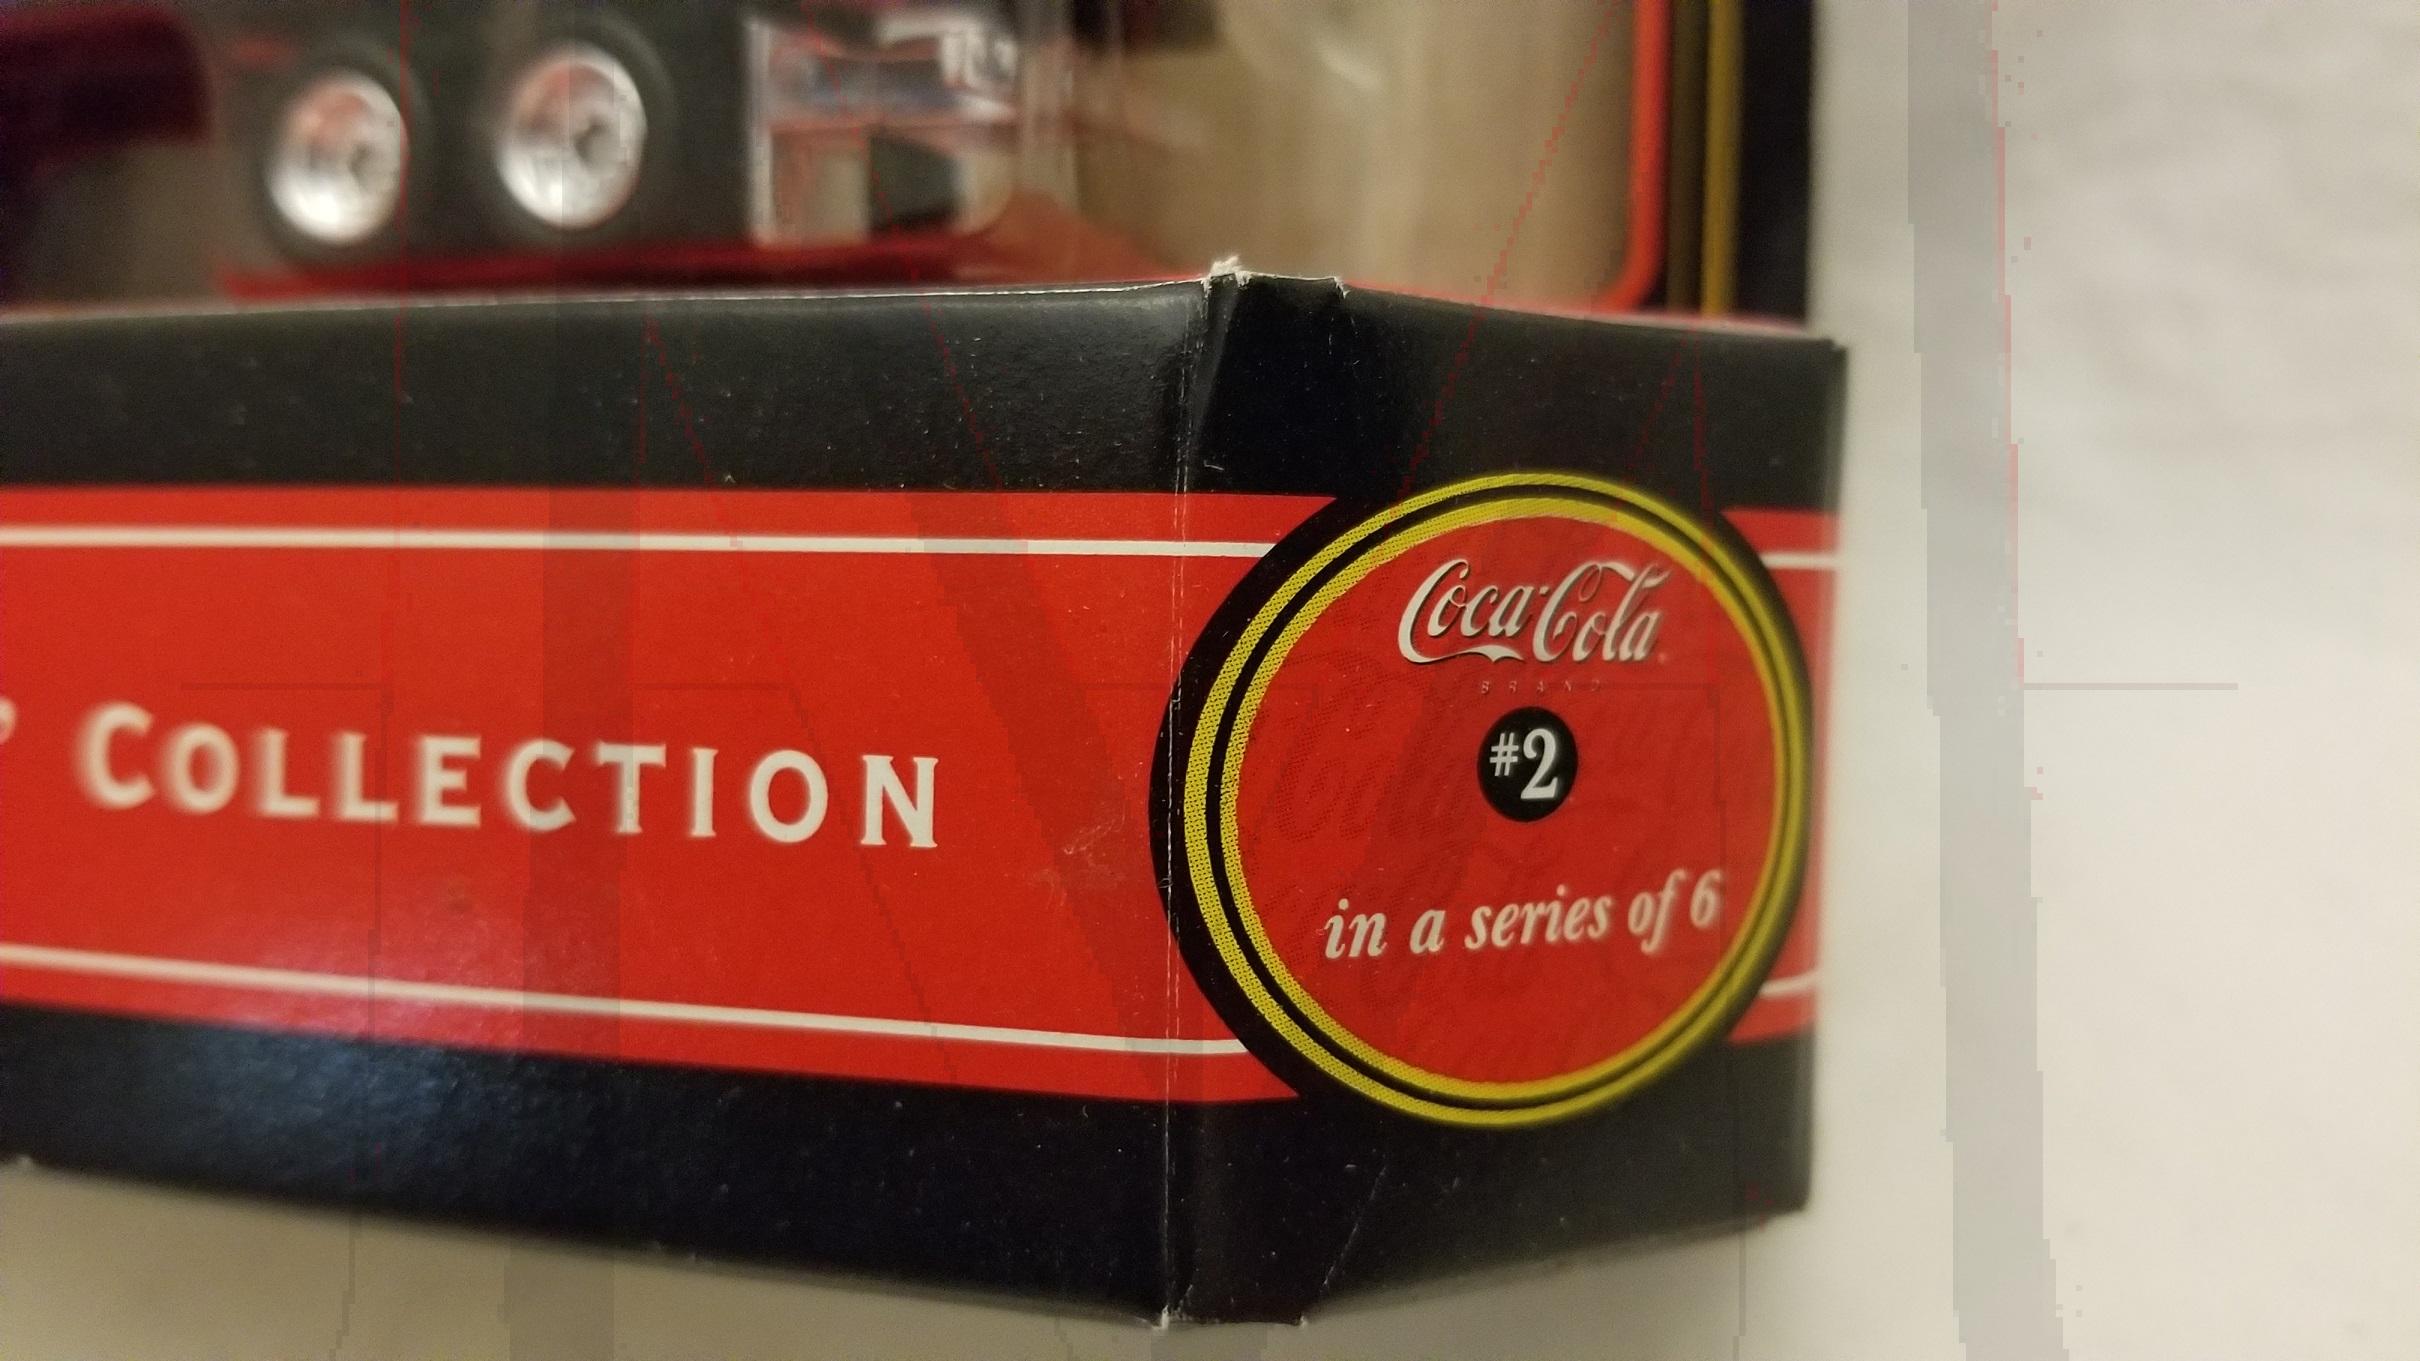 COLLECTION
Coca-Cola
BRAND
#2
in a series of 6